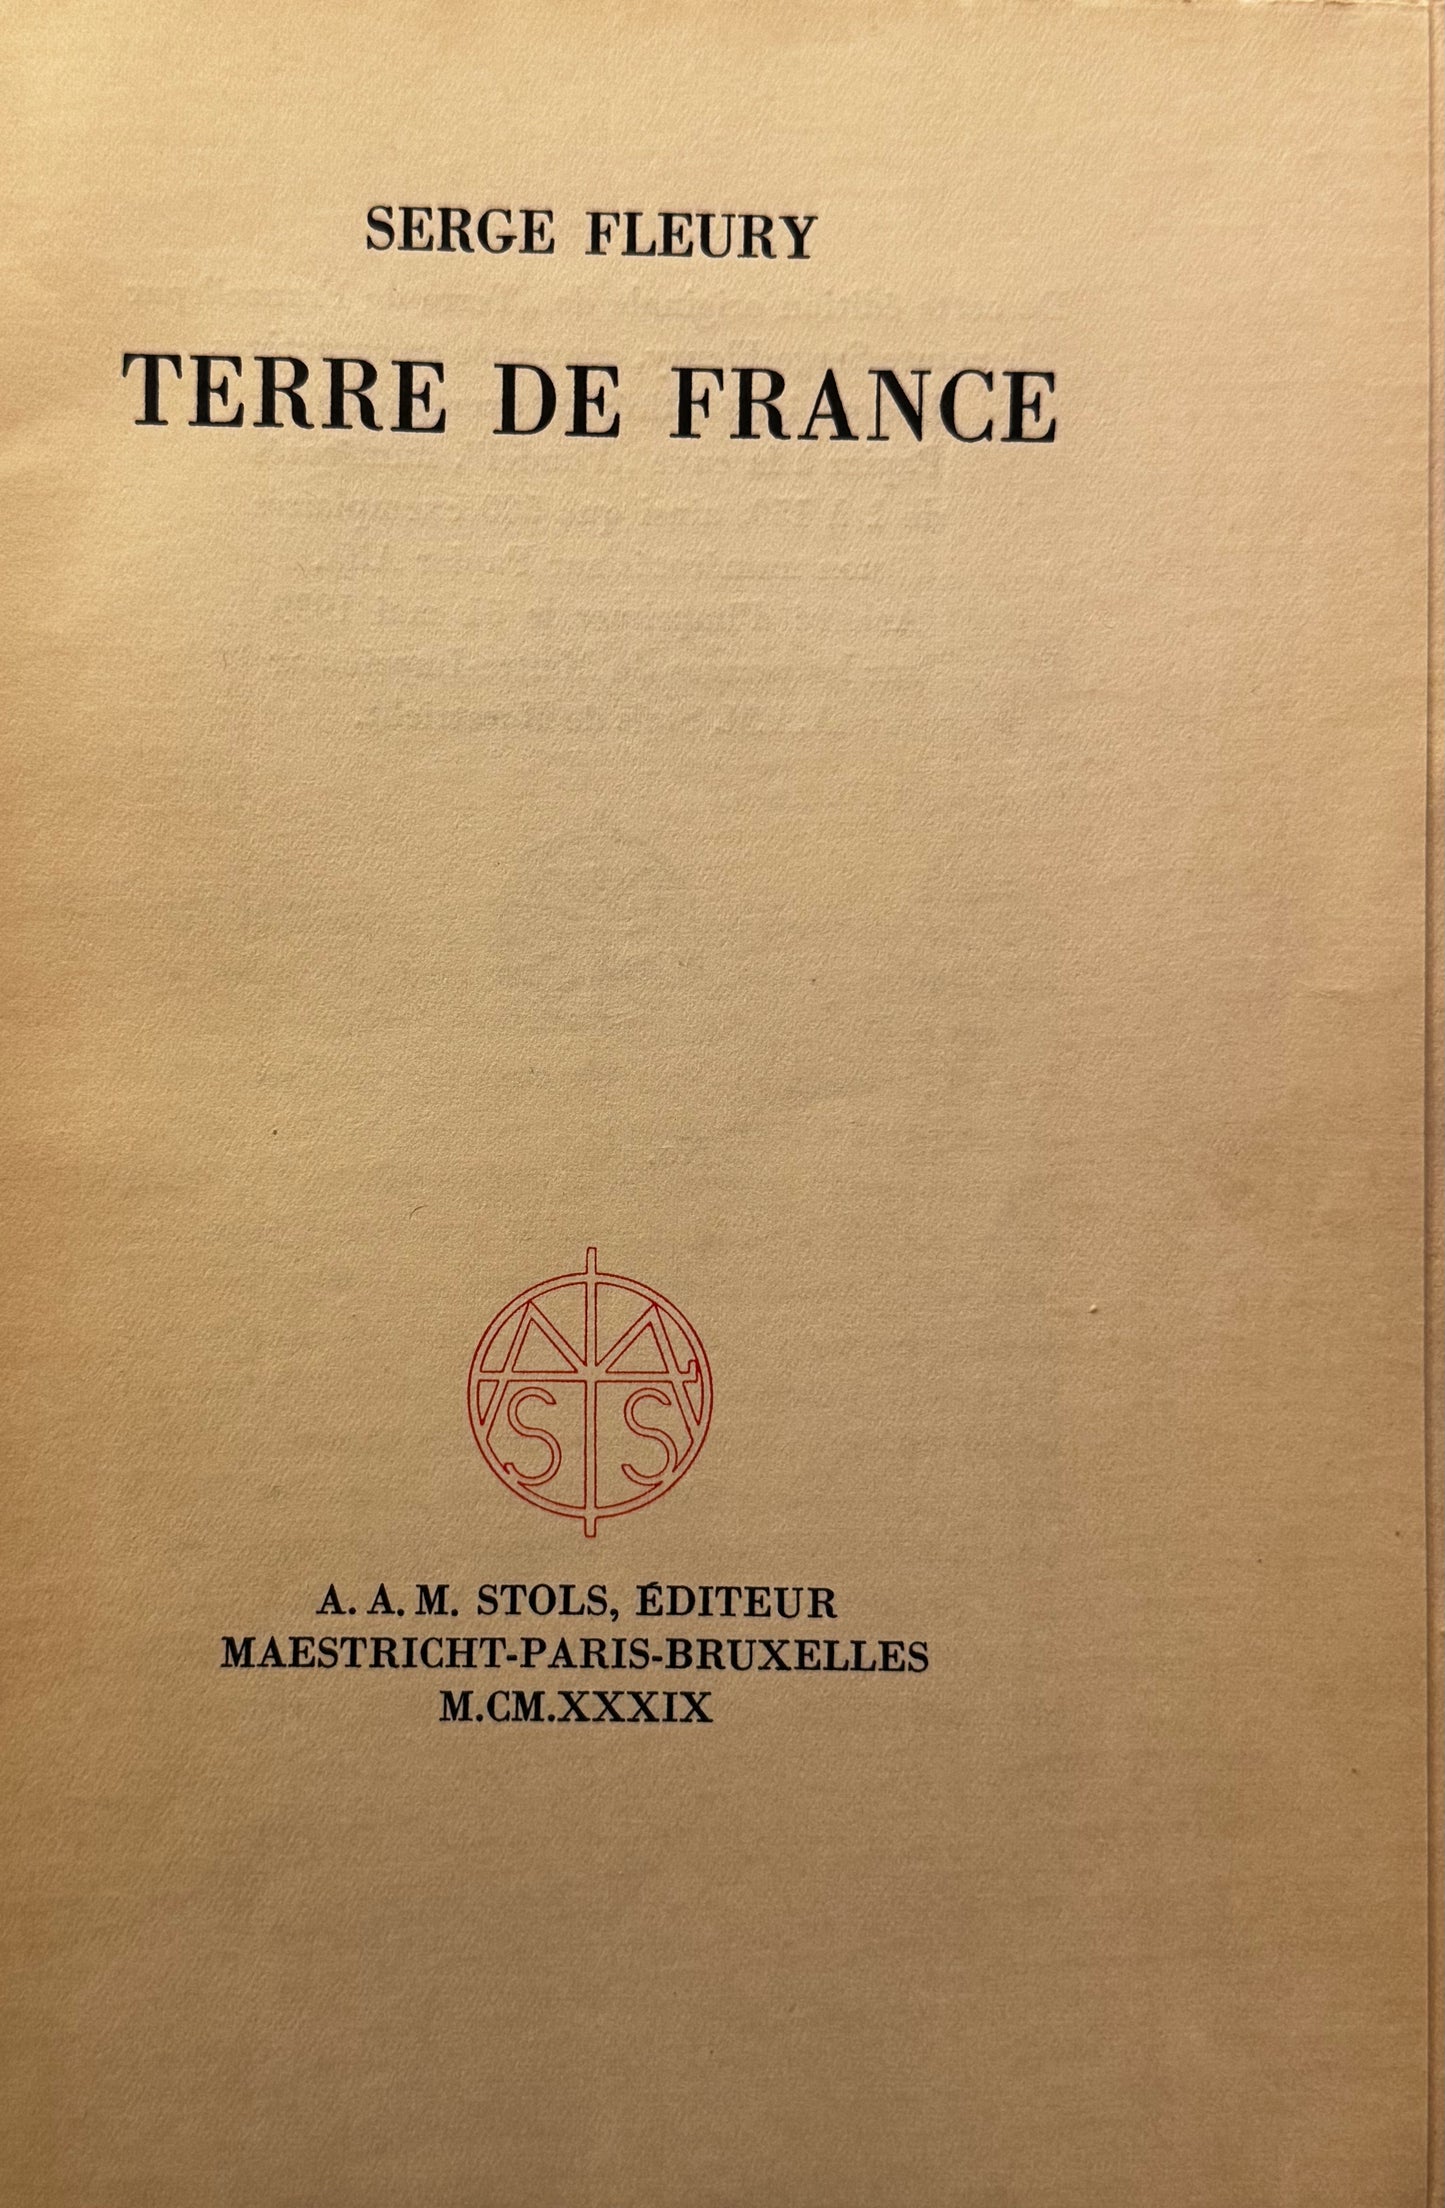 SERGE FLEURY
TERRE DE FRANCE
A. A. M. STOLS, ÉDITEUR
MAESTRICHT-PARIS-BRUXELLES
M.CM.XXXIX